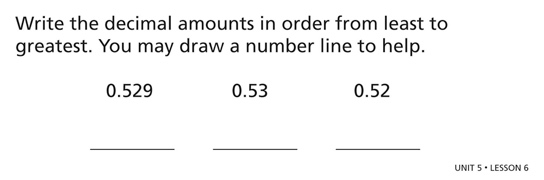 Write the decimal amounts in order from least to
greatest. You may draw a number line to help.
0.529 0.53 0.52
UNIT 5 • LESSON 6